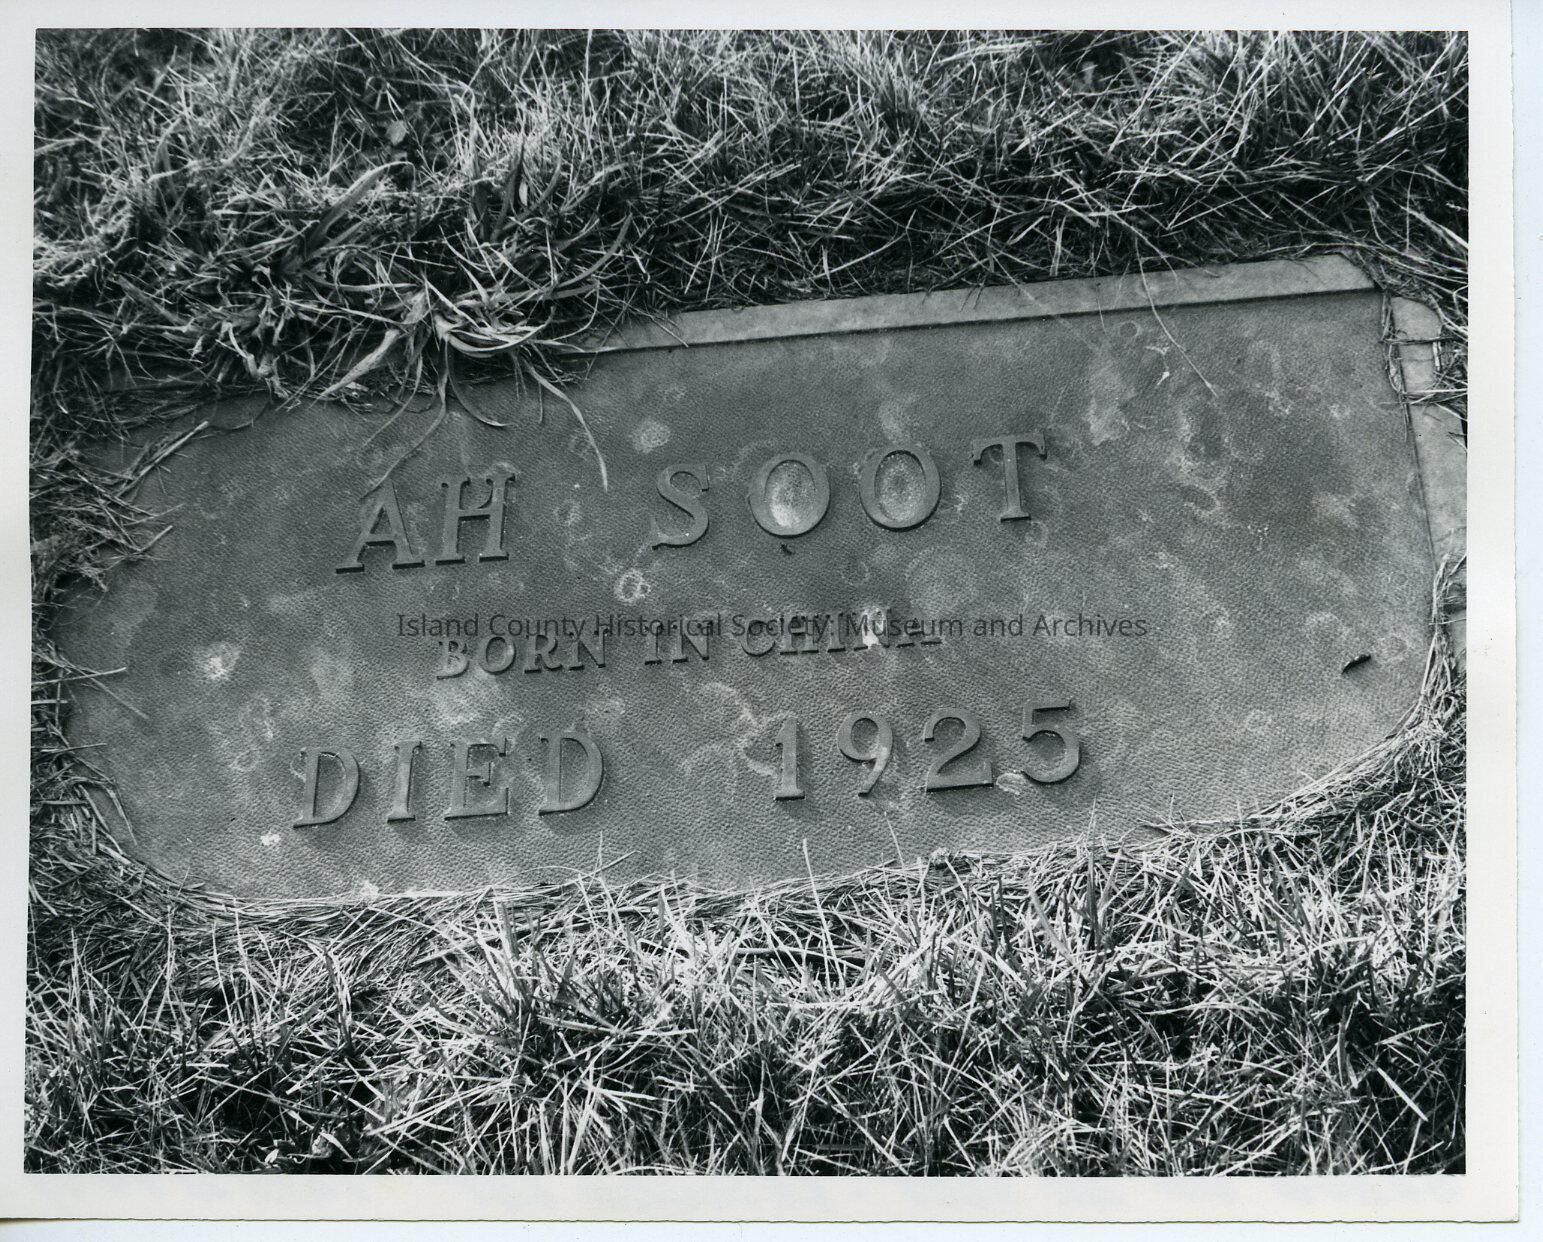 AH SOOT
Island County Historical Society Museum and Archives
BORN IN CHINA
DIED 1925